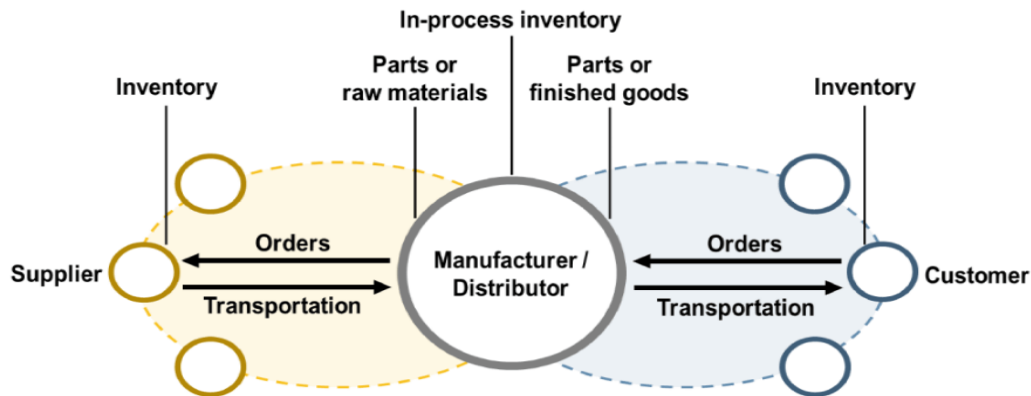 In-process inventory
Parts or
raw materials
Parts or
finished goods
Inventory
Inventory
Orders
Orders
Supplier
Manufacturer /
Distributor
Customer
Transportation
Transportation